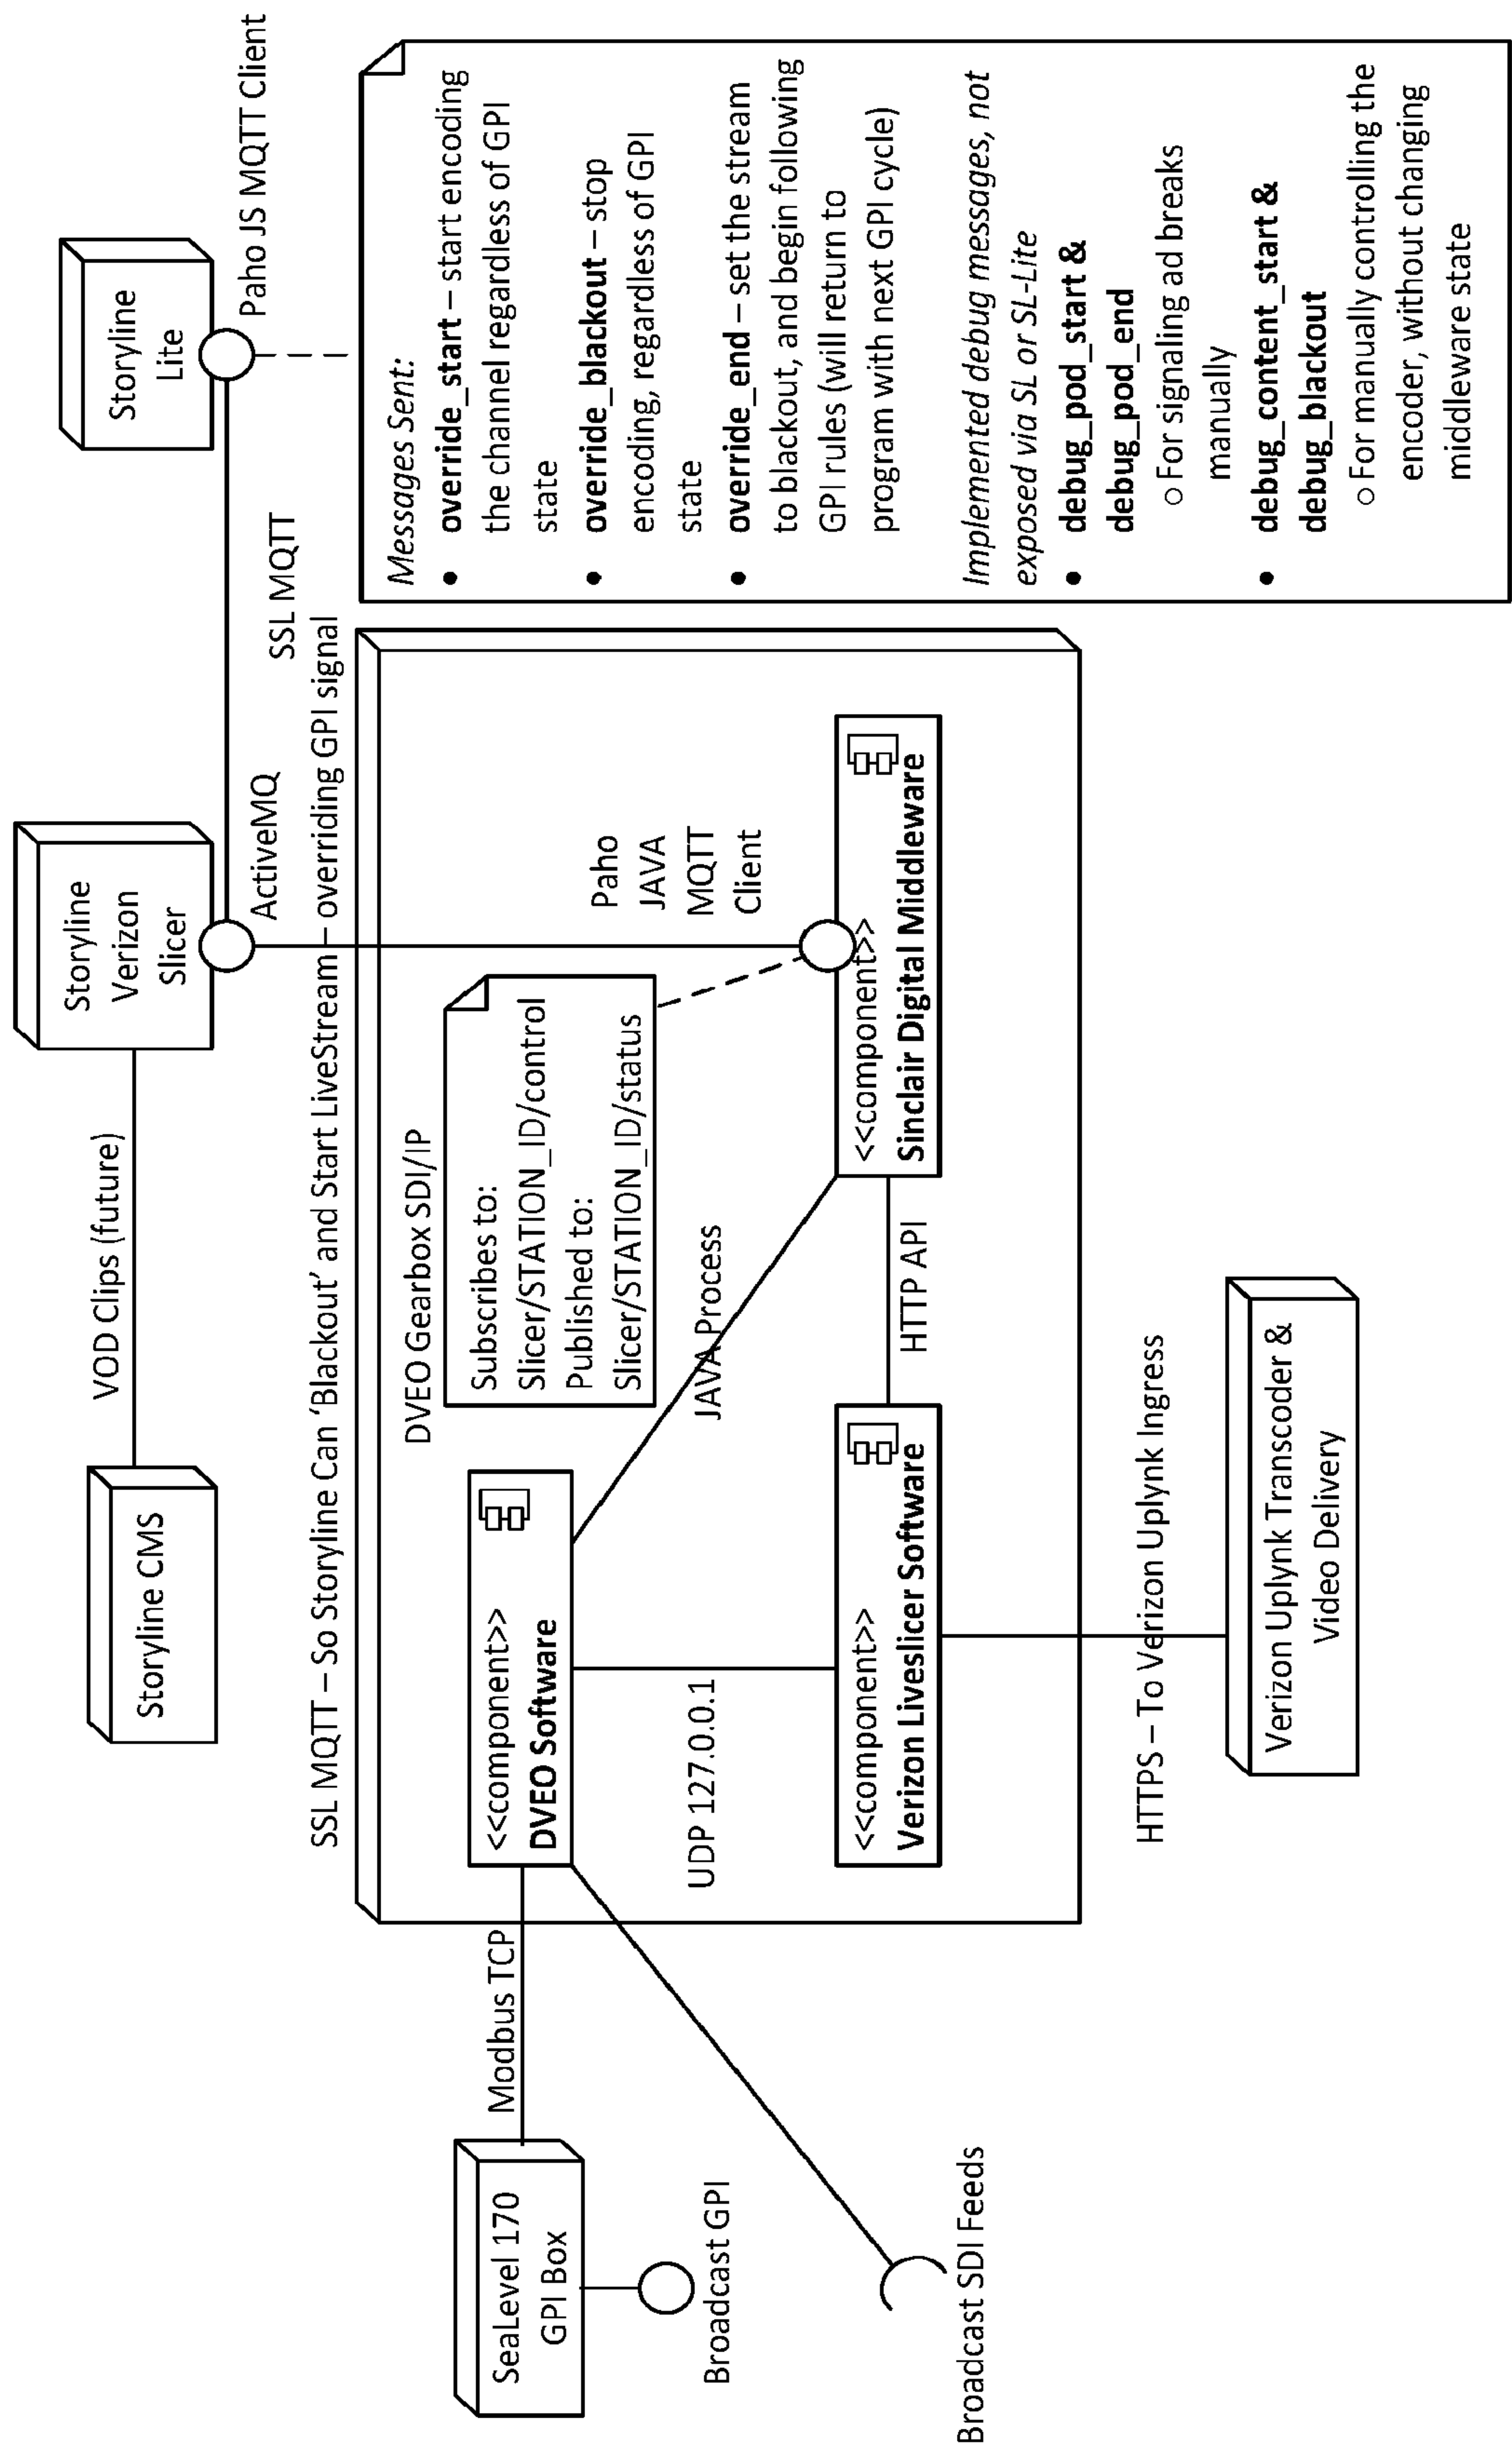 Storyline CMS
VOD Clips (future)
Storyline
Verizon
Slicer
ActiveMQ
SSL MQTT
Storyline
Lite
Paho JS MQTT Client
SSL MQTT – So Storyline Can ‘Blackout’ and Start LiveStream – overriding GPI signal
DVEO Gearbox SDI/IP
SeaLevel 170
GPI Box
Modbus TCP
Broadcast GPI
Broadcast SDI Feeds
<<component>>
DVEO Software
Subscribes to:
Slicer/STATION_ID/control
Published to:
Slicer/STATION_ID/status
Paho
JAVA
MQTT
Client
JAVA Process
UDP 127.0.0.1
<<component>>
Verizon Liveslicer Software
HTTP API
<<component>>
Sinclair Digital Middleware
HTTPS – To Verizon Uplynk Ingress
Verizon Uplynk Transcoder &
Video Delivery
Messages Sent:
• override_start – start encoding
the channel regardless of GPI
state
• override_blackout – stop
encoding, regardless of GPI
state
• override_end – set the stream
to blackout, and begin following
GPI rules (will return to
program with next GPI cycle)
Implemented debug messages, not
exposed via SL or SL-Lite
• debug_pod_start &
debug_pod_end
○ For signaling ad breaks
manually
• debug_content_start &
debug_blackout
○ For manually controlling the
encoder, without changing
middleware state